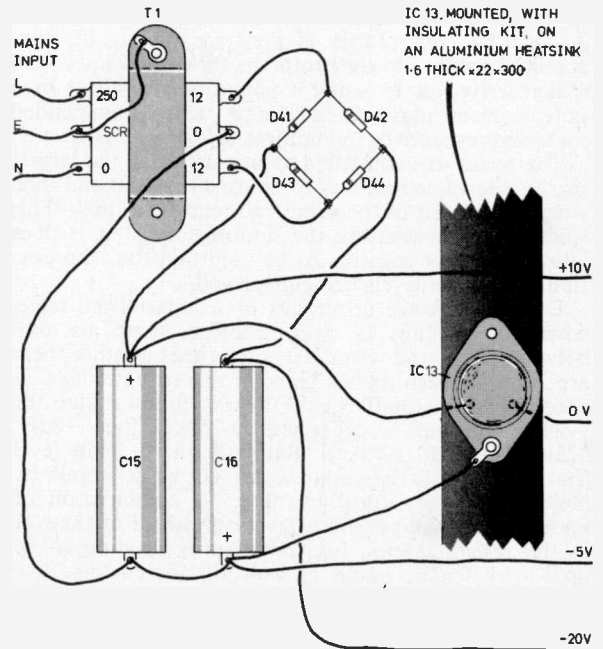 T1
IC 13, MOUNTED, WITH
INSULATING KIT, ON
AN ALUMINIUM HEATSINK
1·6 THICK × 22 × 300·
MAINS
INPUT
L
250
12
E
SCR
0
N
0
12
D41
D42
D43
D44
+10V
IC13
0V
+
C15
C16
+
-5V
-20V